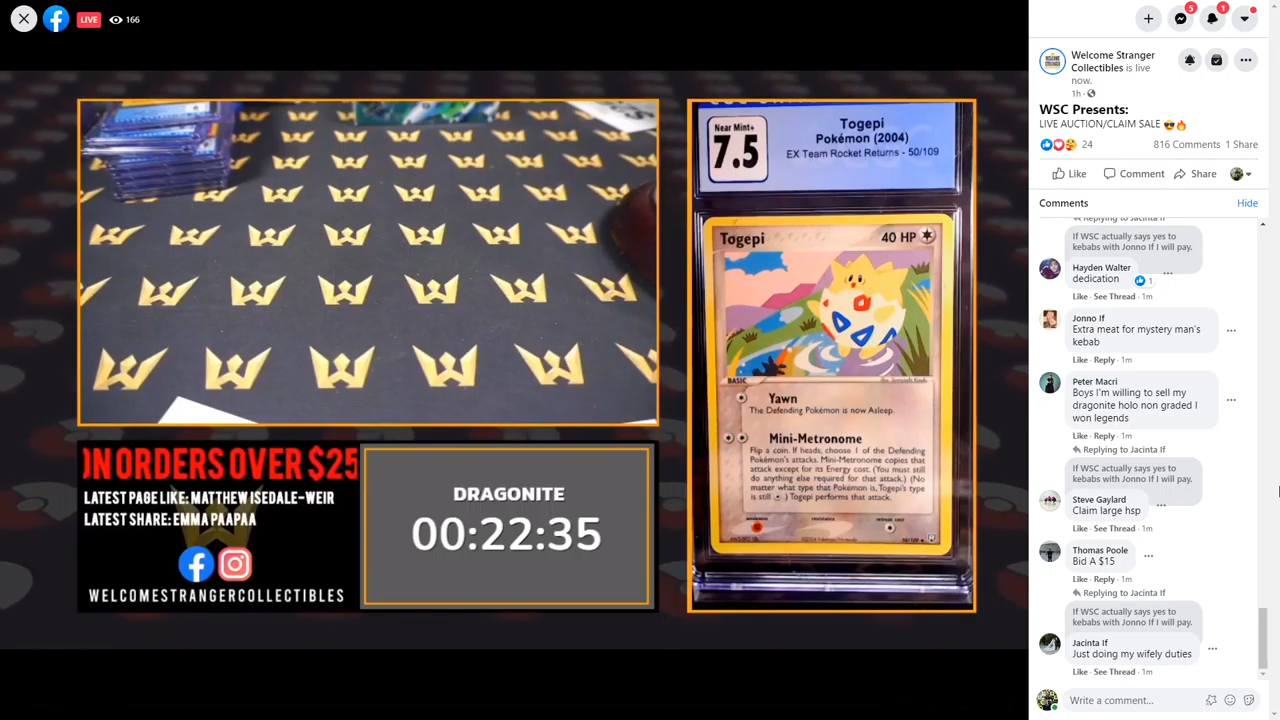 LIVE
166
5
1
Welcome Stranger
Collectibles is live
now.
1h
WSC Presents:
LIVE AUCTION/CLAIM SALE
24
816 Comments 1 Share
Like
Comment
Share
Comments
Hide
Replying to Jacinta If
If WSC actually says yes to
kebabs with Jonno If I will pay.
Hayden Walter
dedication
1
Like · See Thread · 1m
Jonno If
Extra meat for mystery man's
kebab
Like · Reply · 1m
Peter Macri
Boys I'm willing to sell my
dragonite holo non graded I
won legends
Like · Reply · 1m
Replying to Jacinta If
If WSC actually says yes to
kebabs with Jonno If I will pay.
Steve Gaylard
Claim large hsp
Like · See Thread · 1m
Thomas Poole
Bid A $15
Like · Reply · 1m
Replying to Jacinta If
If WSC actually says yes to
kebabs with Jonno If I will pay.
Jacinta If
Just doing my wifely duties
Like · See Thread · 1m
Write a comment...
Near Mint+
7.5
Togepi
Pokémon (2004)
EX Team Rocket Returns - 50/109
Togepi
40 HP
BASIC
Yawn
The Defending Pokémon is now Asleep.
Mini-Metronome
Flip a coin. If heads, choose 1 of the Defending
Pokémon's attacks. Mini-Metronome copies that
attack except for its Energy cost. (You must still
do anything else required for that attack.) (No
matter what type that Pokémon is, Togepi's type
is still .) Togepi performs that attack.
weakness
resistance
retreat cost
50/109
IN ORDERS OVER $25
LATEST PAGE LIKE: MATTHEW ISEDALE-WEIR
LATEST SHARE: EMMA PAAPAA
WELCOMESTRANGERCOLLECTIBLES
DRAGONITE
00:22:35